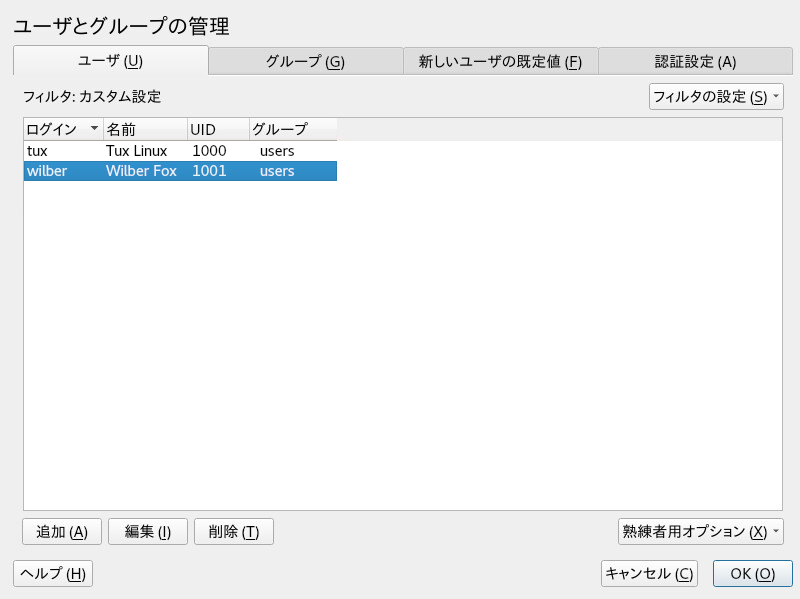 ユーザとグループの管理
ユーザ (U) グループ (G) 新しいユーザの既定値 (F) 認証設定 (A)
フィルタ: カスタム設定 フィルタの設定 (S)
ログイン 名前 UID グループ
tux Tux Linux 1000 users
wilber Wilber Fox 1001 users
追加 (A) 編集 (I) 削除 (T) 熟練者用オプション (X)
ヘルプ (H) キャンセル (C) OK (O)